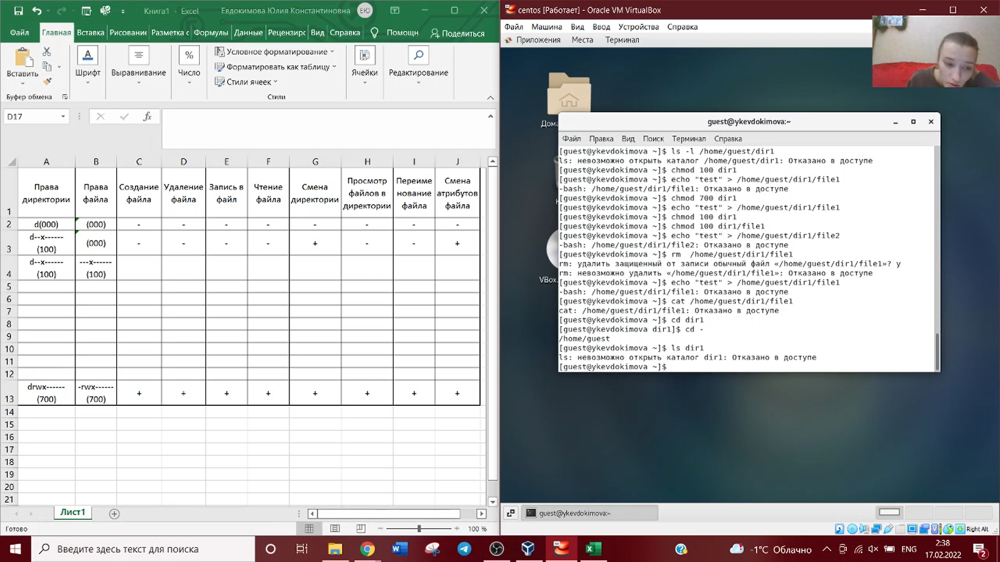 Книга1 - Excel
Евдокимова Юлия Константиновна
ЕЮ
Файл Главная Вставка Рисовани Разметка с Формулы Данные Рецензирс Вид Справка Помощн Поделиться
Вставить
Шрифт
Выравнивание
Число
Условное форматирование
Форматировать как таблицу
Стили ячеек
Ячейки
Редактирование
Буфер обмена
Стили
D17
fx
A B C D E F G H I J
1 Права директории Права файла Создание файла Удаление файла Запись в файл Чтение файла Смена директории Просмотр файлов в директории Переиме нование файла Смена атрибутов файла
2 d(000) (000) - - - - - - - -
3 d--x------ (100) (000) - - - - + - - +
4 d--x------ (100) ---x------ (100)
5
6
7
8
9
10
11
12
13 drwx------ (700) -rwx------ (700) + + + + + + + +
14
15
16
17
18
19
20
21
Лист1
Готово
100 %
centos [Работает] - Oracle VM VirtualBox
Файл Машина Вид Ввод Устройства Справка
Приложения Места Терминал
Дома
VBox
guest@ykevdokimova:~
Файл Правка Вид Поиск Терминал Справка
[guest@ykevdokimova ~]$ ls -l /home/guest/dir1
ls: невозможно открыть каталог /home/guest/dir1: Отказано в доступе
[guest@ykevdokimova ~]$ chmod 100 dir1
[guest@ykevdokimova ~]$ echo "test" > /home/guest/dir1/file1
-bash: /home/guest/dir1/file1: Отказано в доступе
[guest@ykevdokimova ~]$ chmod 700 dir1
[guest@ykevdokimova ~]$ echo "test" > /home/guest/dir1/file1
[guest@ykevdokimova ~]$ chmod 100 dir1
[guest@ykevdokimova ~]$ chmod 100 dir1/file1
[guest@ykevdokimova ~]$ echo "test" > /home/guest/dir1/file2
-bash: /home/guest/dir1/file2: Отказано в доступе
[guest@ykevdokimova ~]$ rm  /home/guest/dir1/file1
rm: удалить защищенный от записи обычный файл «/home/guest/dir1/file1»? y
rm: невозможно удалить «/home/guest/dir1/file1»: Отказано в доступе
[guest@ykevdokimova ~]$ echo "test" > /home/guest/dir1/file1
-bash: /home/guest/dir1/file1: Отказано в доступе
[guest@ykevdokimova ~]$ cat /home/guest/dir1/file1
cat: /home/guest/dir1/file1: Отказано в доступе
[guest@ykevdokimova ~]$ cd dir1
[guest@ykevdokimova dir1]$ cd -
/home/guest
[guest@ykevdokimova ~]$ ls dir1
ls: невозможно открыть каталог dir1: Отказано в доступе
[guest@ykevdokimova ~]$
guest@ykevdokimova:~
Right Alt
Введите здесь текст для поиска
-1°C Облачно
ENG
2:38
17.02.2022
2